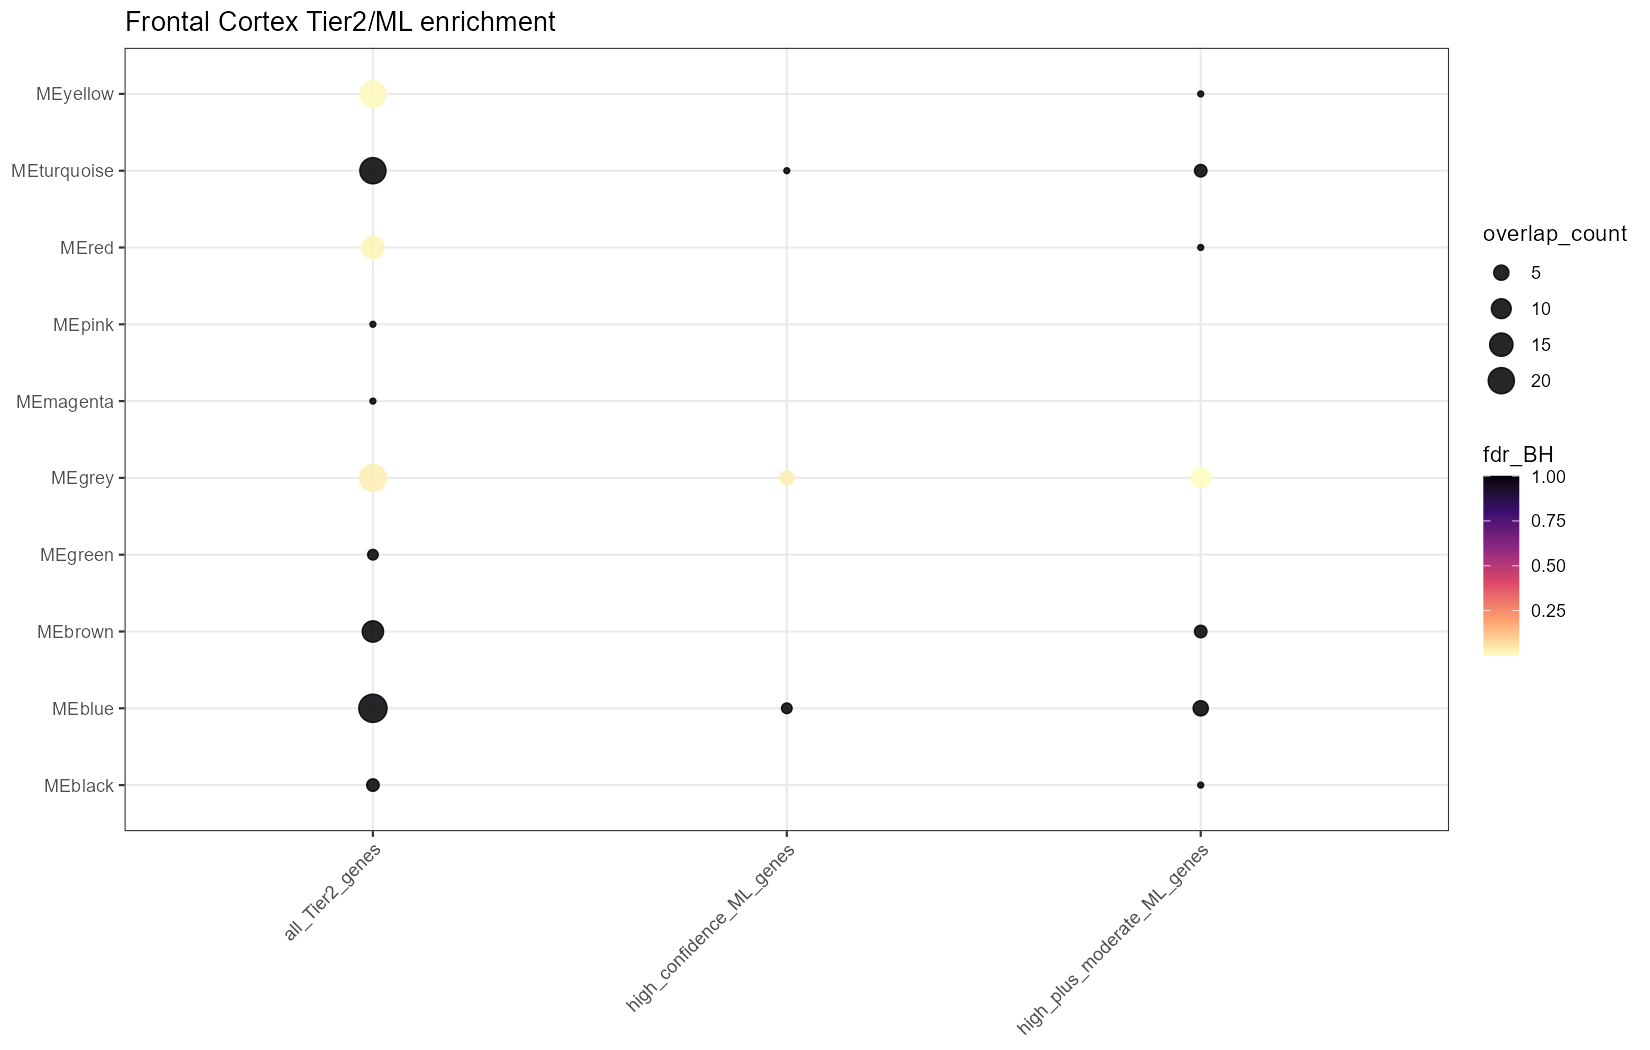 Frontal Cortex Tier2/ML enrichment
MEyellow
MEturquoise
MEred
MEpink
MEmagenta
MEgrey
MEgreen
MEbrown
MEblue
MEblack
all_Tier2_genes
high_confidence_ML_genes
high_plus_moderate_ML_genes
overlap_count
5
10
15
20
fdr_BH
1.00
0.75
0.50
0.25